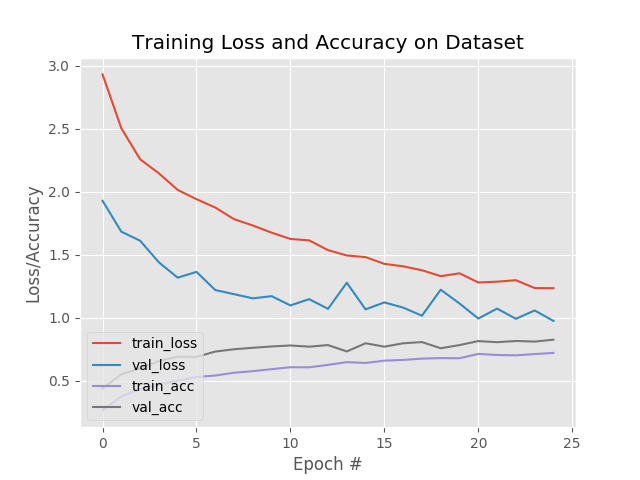 Training Loss and Accuracy on Dataset
3.0
2.5
2.0
1.5
1.0
0.5
Loss/Accuracy
train_loss
val_loss
train_acc
val_acc
0 5 10 15 20 25
Epoch #